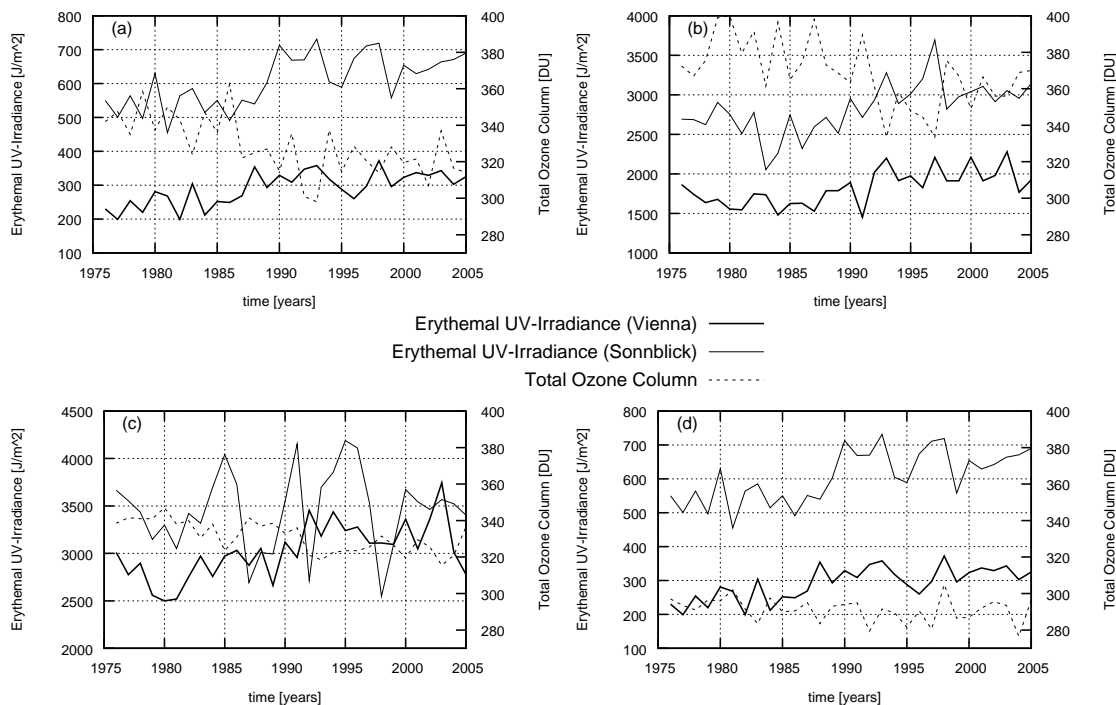 (a)
Erythemal UV-Irradiance [J/m^2]
800
700
600
500
400
300
200
100
Total Ozone Column [DU]
400
380
360
340
320
300
280
1975 1980 1985 1990 1995 2000 2005
time [years]
(b)
Erythemal UV-Irradiance [J/m^2]
4000
3500
3000
2500
2000
1500
1000
Total Ozone Column [DU]
400
380
360
340
320
300
280
1975 1980 1985 1990 1995 2000 2005
time [years]
Erythemal UV-Irradiance (Vienna)
Erythemal UV-Irradiance (Sonnblick)
Total Ozone Column
(c)
Erythemal UV-Irradiance [J/m^2]
4500
4000
3500
3000
2500
2000
Total Ozone Column [DU]
400
380
360
340
320
300
280
1975 1980 1985 1990 1995 2000 2005
time [years]
(d)
Erythemal UV-Irradiance [J/m^2]
800
700
600
500
400
300
200
100
Total Ozone Column [DU]
400
380
360
340
320
300
280
1975 1980 1985 1990 1995 2000 2005
time [years]